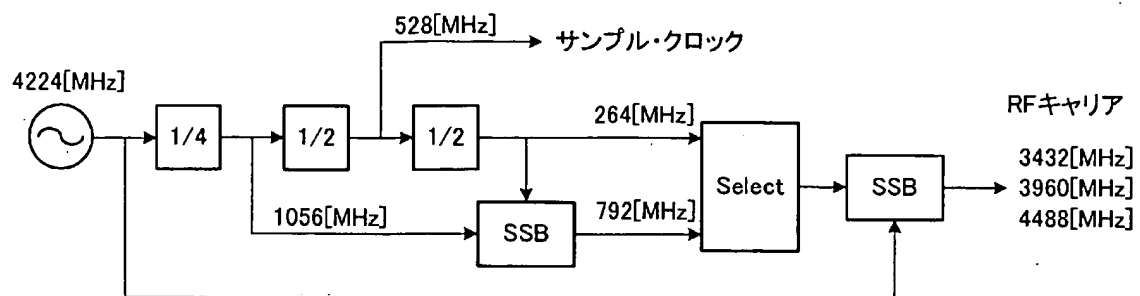 528[MHz]
サンプル・クロック
4224[MHz]
1/4
1/2
1/2
264[MHz]
Select
SSB
RFキャリア
3432[MHz]
3960[MHz]
4488[MHz]
1056[MHz]
SSB
792[MHz]